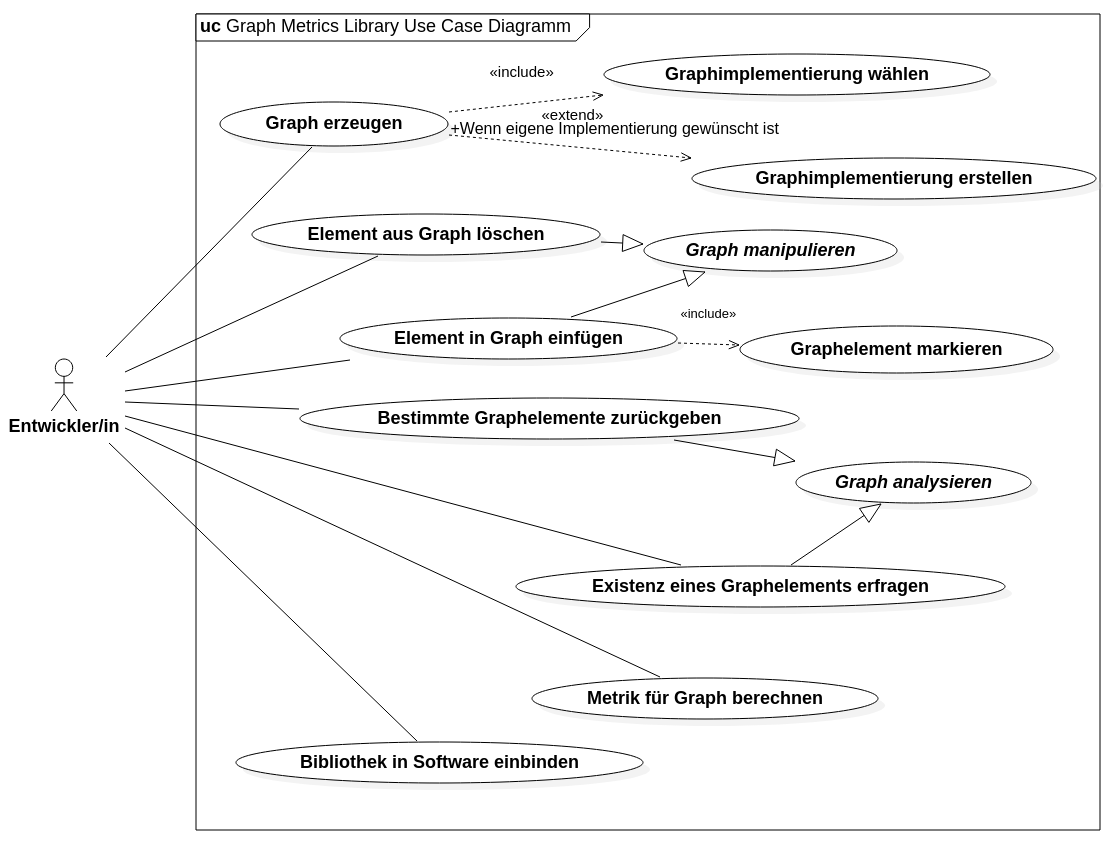 uc Graph Metrics Library Use Case Diagramm
«include»
Graphimplementierung wählen
Graph erzeugen
«extend»
+Wenn eigene Implementierung gewünscht ist
Graphimplementierung erstellen
Element aus Graph löschen
Graph manipulieren
«include»
Element in Graph einfügen
Graphelement markieren
Bestimmte Graphelemente zurückgeben
Entwickler/in
Graph analysieren
Existenz eines Graphelements erfragen
Metrik für Graph berechnen
Bibliothek in Software einbinden